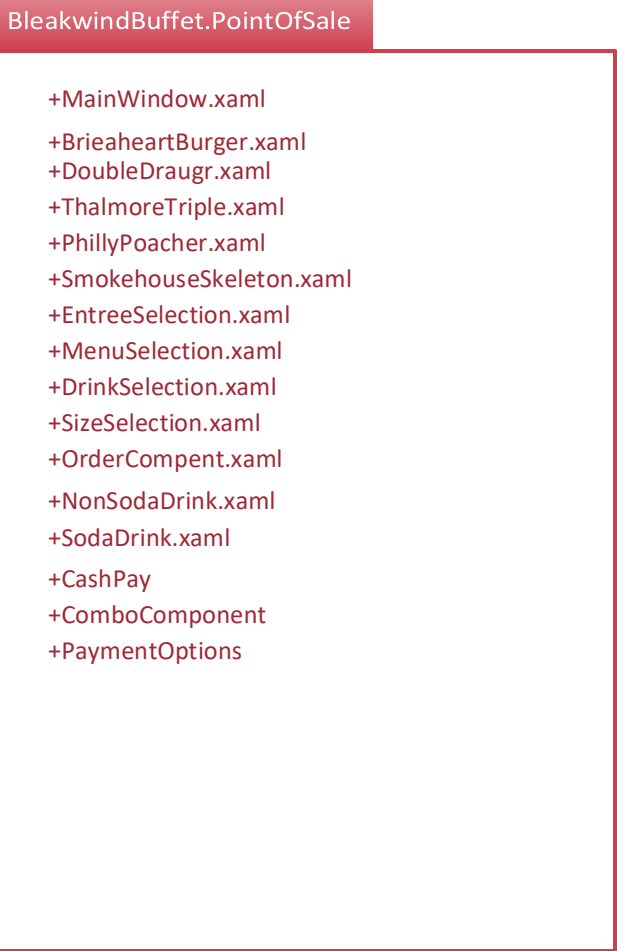 BleakwindBuffet.PointOfSale
+MainWindow.xaml
+BrieaheartBurger.xaml
+DoubleDraugr.xaml
+ThalmoreTriple.xaml
+PhillyPoacher.xaml
+SmokehouseSkeleton.xaml
+EntreeSelection.xaml
+MenuSelection.xaml
+DrinkSelection.xaml
+SizeSelection.xaml
+OrderCompent.xaml
+NonSodaDrink.xaml
+SodaDrink.xaml
+CashPay
+ComboComponent
+PaymentOptions